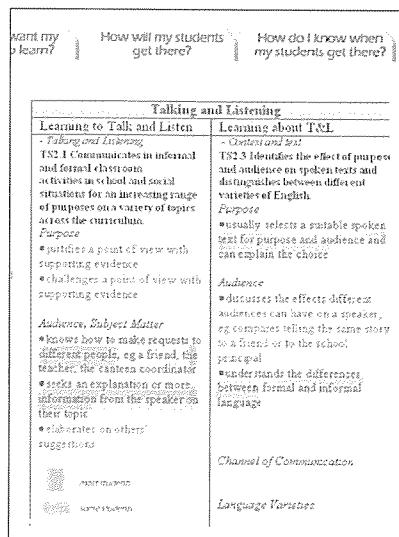 want my
o learn?
How will my students
get there?
How do I know when
my students get there?
Talking and Listening
Learning to Talk and Listen
- Talking and Listening
TS2.1 Communicates in informal
and formal classroom
activities in school and social
situations for an increasing range
of purposes on a variety of topics
across the curriculum.
Purpose
• justifies a point of view with
supporting evidence
• challenges a point of view with
supporting evidence
Audience, Subject Matter
• knows how to make requests to
different people, eg a friend, the
teacher, the canteen coordinator
• seeks an explanation or more
information from the speaker on
their topic
• elaborates on others'
suggestions
most students
some students
Learning about T&L
- Context and text
TS2.3 Identifies the effect of purpose
and audience on spoken texts and
distinguishes between different
varieties of English.
Purpose
• usually selects a suitable spoken
text for purpose and audience and
can explain the choice
Audience
• discusses the effects different
audiences can have on a speaker,
eg compares telling the same story
to a friend or to the school
principal
• understands the differences
between formal and informal
language
Channel of Communication
Language Varieties